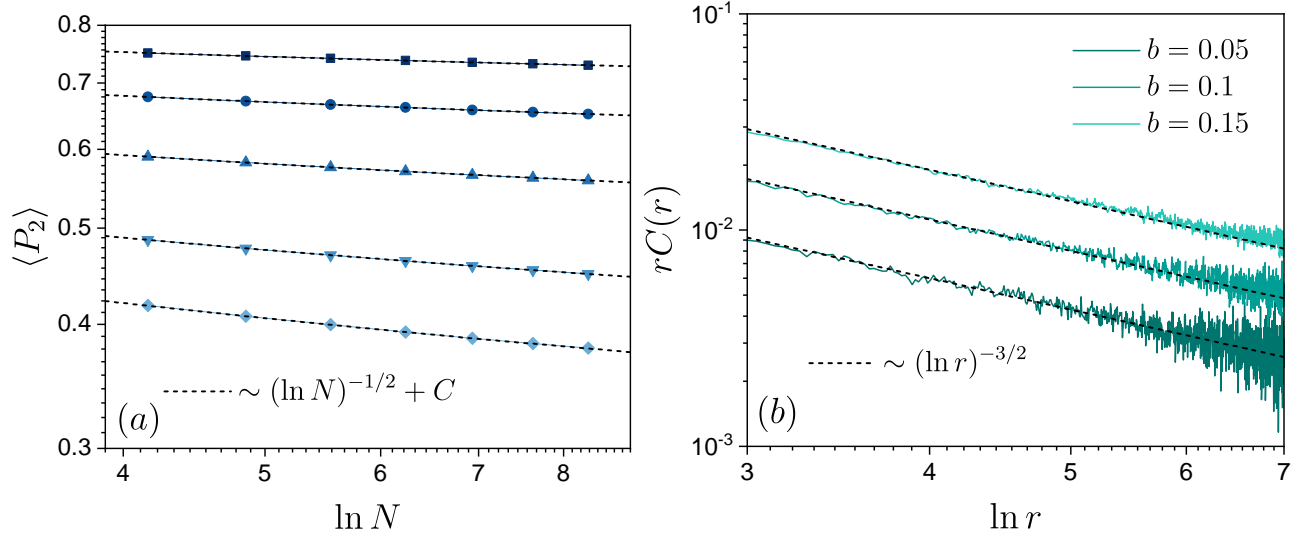 0.8
0.7
0.6
0.5
0.4
0.3
⟨P₂⟩
4 5 6 7 8
ln N
∼ (ln N)^{-1/2} + C
(a)
10^{-1}
10^{-2}
10^{-3}
rC(r)
b = 0.05
b = 0.1
b = 0.15
∼ (ln r)^{-3/2}
(b)
3 4 5 6 7
ln r